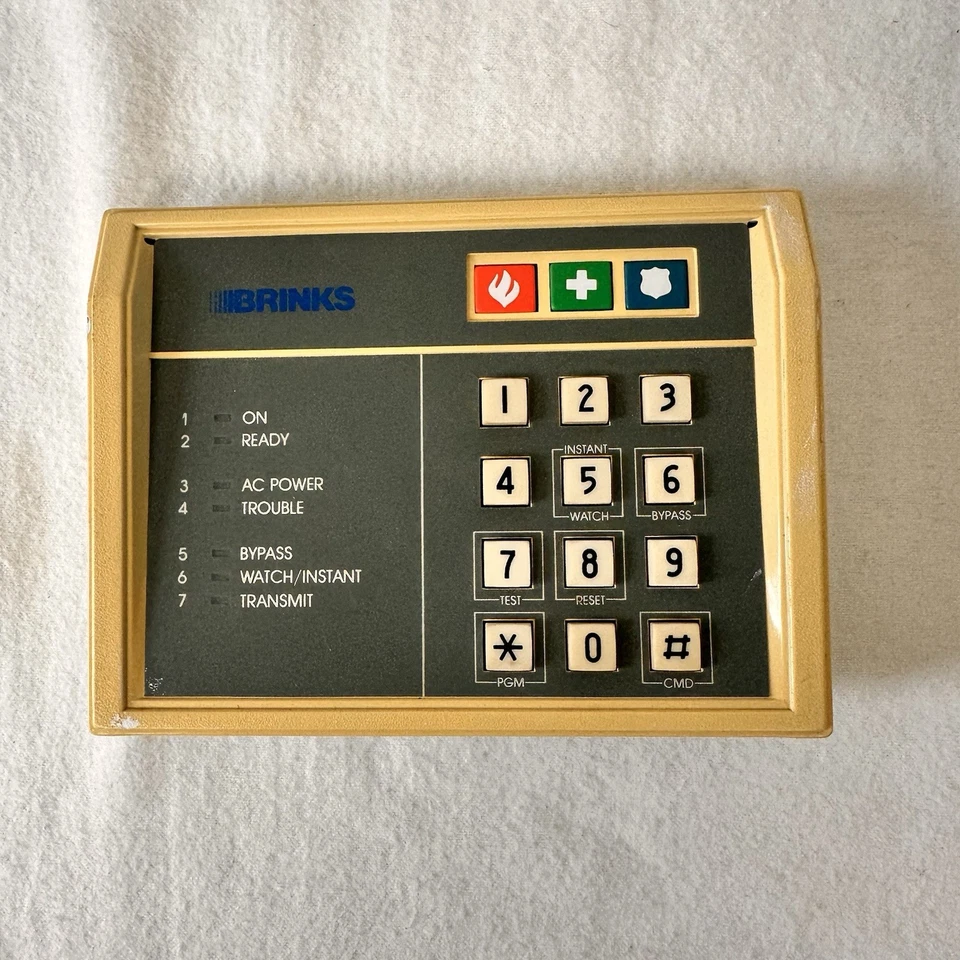 BRINKS
1 ON
2 READY
3 AC POWER
4 TROUBLE
5 BYPASS
6 WATCH/INSTANT
7 TRANSMIT
1 2 3
INSTANT
4 5 6
WATCH BYPASS
7 8 9
TEST RESET
* 0 #
PGM CMD